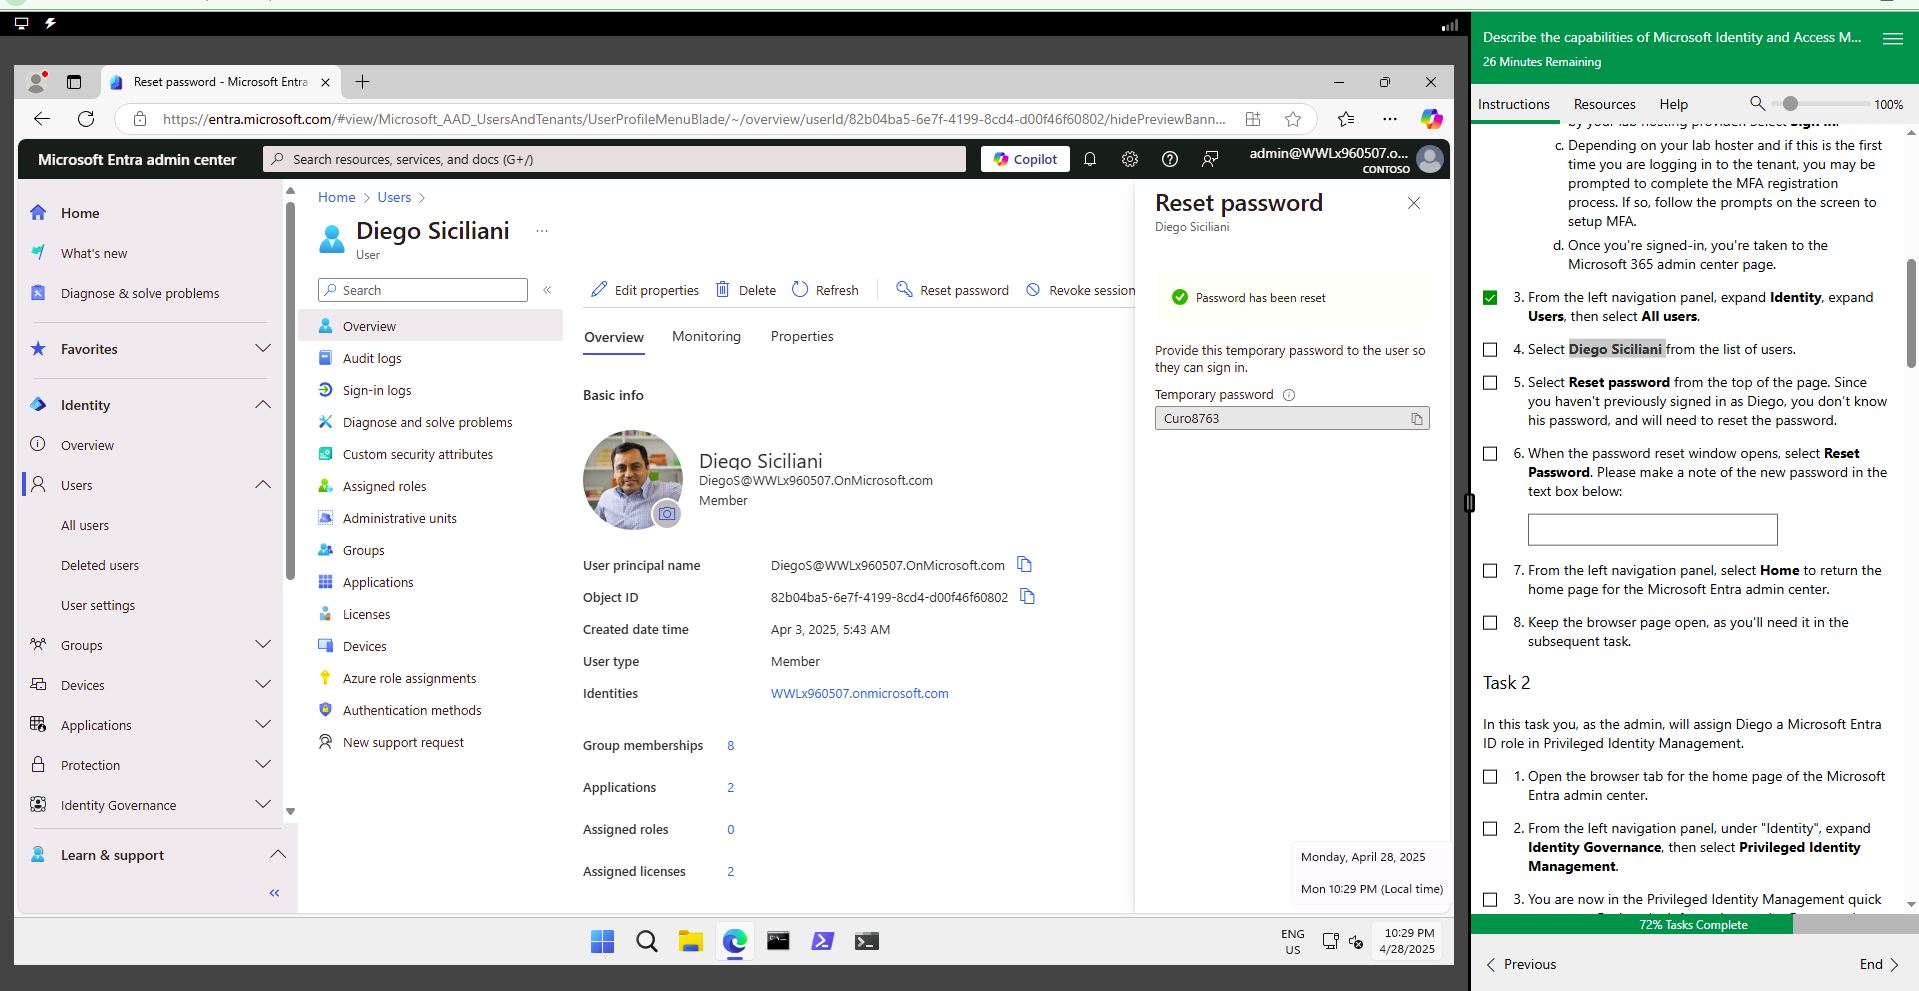 Reset password - Microsoft Entra
https://entra.microsoft.com/#view/Microsoft_AAD_UsersAndTenants/UserProfileMenuBlade/~/overview/userId/82b04ba5-6e7f-4199-8cd4-d00f46f60802/hidePreviewBann...
Microsoft Entra admin center
Search resources, services, and docs (G+/)
Copilot
admin@WWLx960507.o...
CONTOSO
Home
What's new
Diagnose & solve problems
Favorites
Identity
Overview
Users
All users
Deleted users
User settings
Groups
Devices
Applications
Protection
Identity Governance
Learn & support
Home > Users >
Diego Siciliani
User
Search
Overview
Audit logs
Sign-in logs
Diagnose and solve problems
Custom security attributes
Assigned roles
Administrative units
Groups
Applications
Licenses
Devices
Azure role assignments
Authentication methods
New support request
Edit properties
Delete
Refresh
Reset password
Revoke session
Overview
Monitoring
Properties
Basic info
Diego Siciliani
DiegoS@WWLx960507.OnMicrosoft.com
Member
User principal name DiegoS@WWLx960507.OnMicrosoft.com
Object ID 82b04ba5-6e7f-4199-8cd4-d00f46f60802
Created date time Apr 3, 2025, 5:43 AM
User type Member
Identities WWLx960507.onmicrosoft.com
Group memberships 8
Applications 2
Assigned roles 0
Assigned licenses 2
Reset password
Diego Siciliani
Password has been reset
Provide this temporary password to the user so
they can sign in.
Temporary password
Curo8763
Monday, April 28, 2025
Mon 10:29 PM (Local time)
ENG
US
10:29 PM
4/28/2025
Describe the capabilities of Microsoft Identity and Access M...
26 Minutes Remaining
Instructions
Resources
Help
100%
by your lab hosting provider. Select Sign in.
c. Depending on your lab hoster and if this is the first
time you are logging in to the tenant, you may be
prompted to complete the MFA registration
process. If so, follow the prompts on the screen to
setup MFA.
d. Once you're signed-in, you're taken to the
Microsoft 365 admin center page.
3. From the left navigation panel, expand Identity, expand
Users, then select All users.
4. Select Diego Siciliani from the list of users.
5. Select Reset password from the top of the page. Since
you haven't previously signed in as Diego, you don't know
his password, and will need to reset the password.
6. When the password reset window opens, select Reset
Password. Please make a note of the new password in the
text box below:
7. From the left navigation panel, select Home to return the
home page for the Microsoft Entra admin center.
8. Keep the browser page open, as you'll need it in the
subsequent task.
Task 2
In this task you, as the admin, will assign Diego a Microsoft Entra
ID role in Privileged Identity Management.
1. Open the browser tab for the home page of the Microsoft
Entra admin center.
2. From the left navigation panel, under "Identity", expand
Identity Governance, then select Privileged Identity
Management.
3. You are now in the Privileged Identity Management quick
72% Tasks Complete
Previous
End